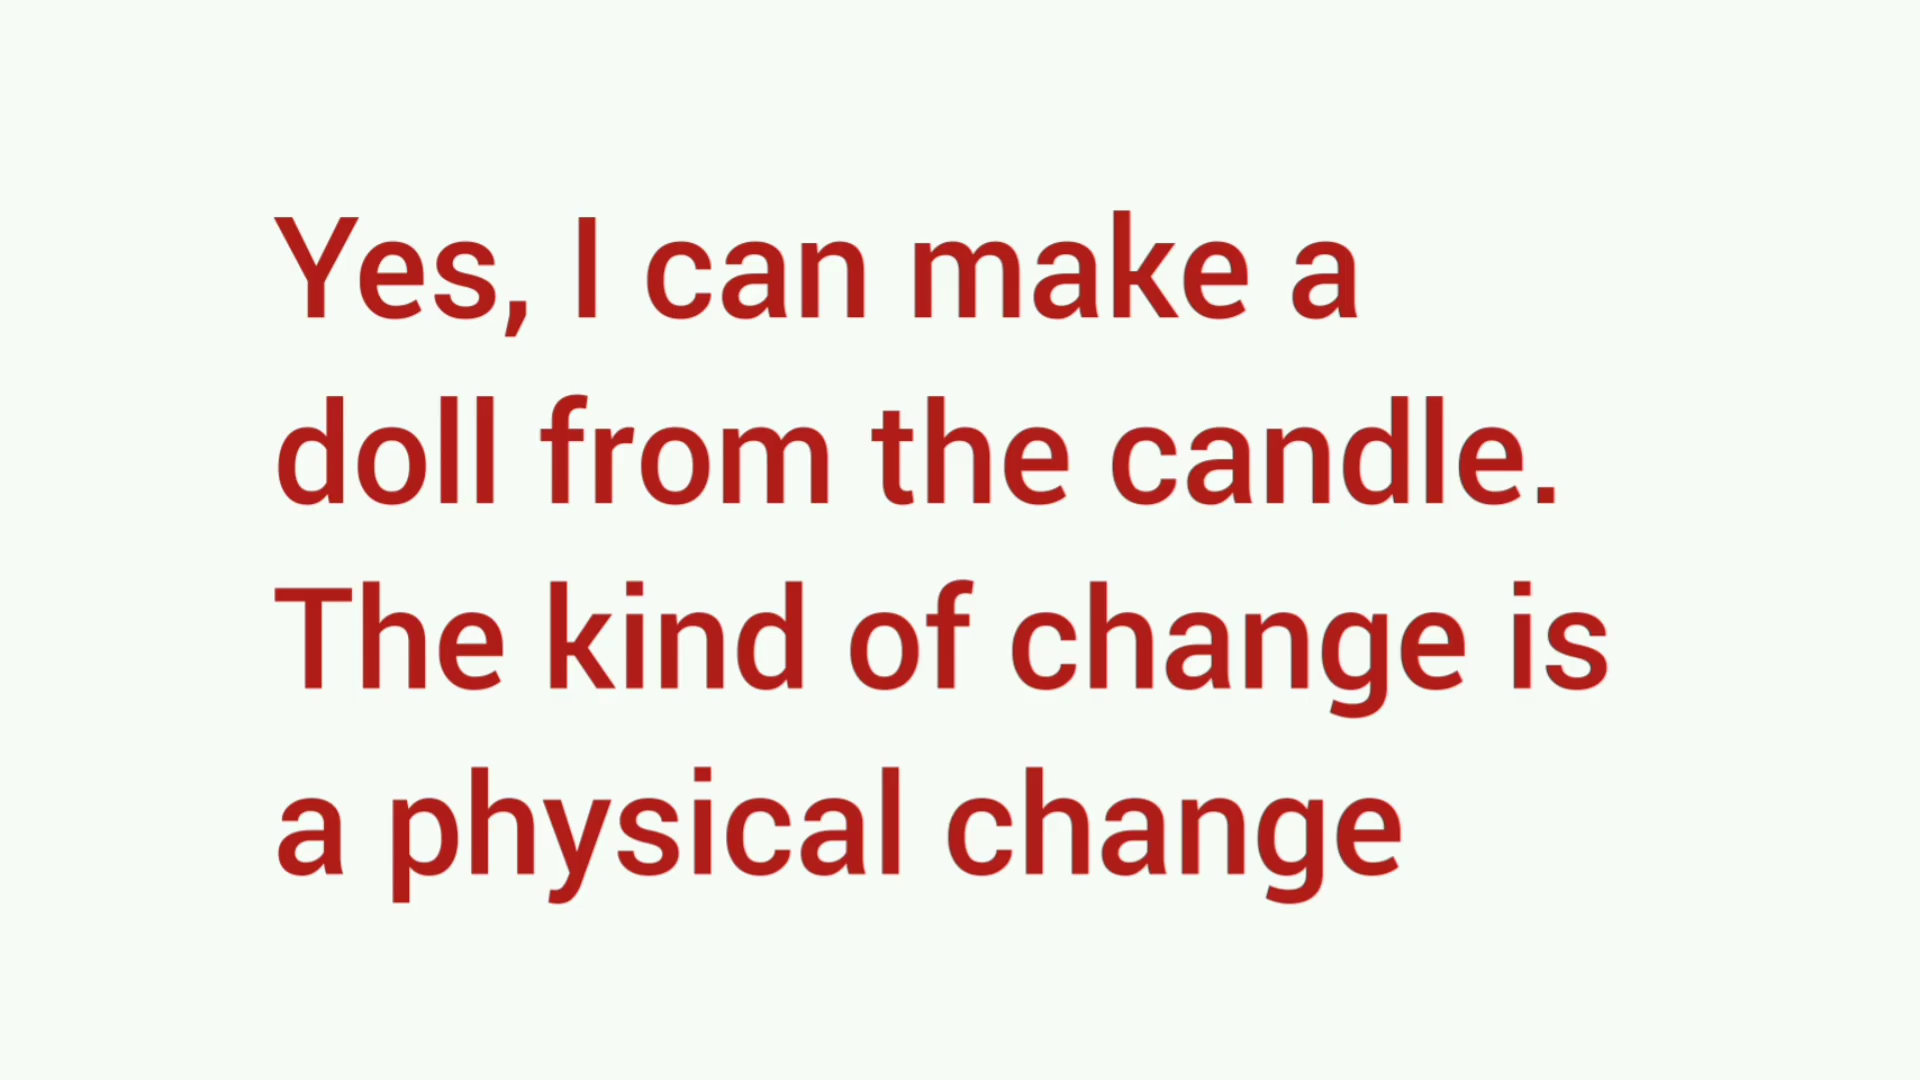 Yes, I can make a
doll from the candle.
The kind of change is
a physical change